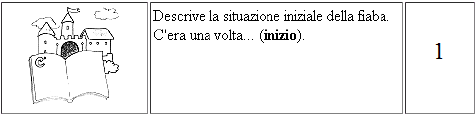 Descrive la situazione iniziale della fiaba.
C'era una volta... (inizio).
1
C'